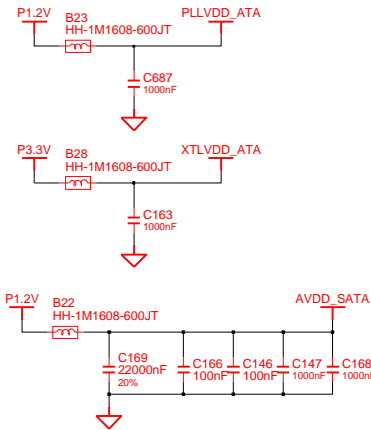 P1.2V
B23
HH-1M1608-600JT
PLLVDD_ATA
C687
1000nF
P3.3V
B28
HH-1M1608-600JT
XTLVDD_ATA
C163
1000nF
P1.2V
B22
HH-1M1608-600JT
AVDD_SATA
C169
22000nF
20%
C166
100nF
C146
100nF
C147
1000nF
C168
1000nF